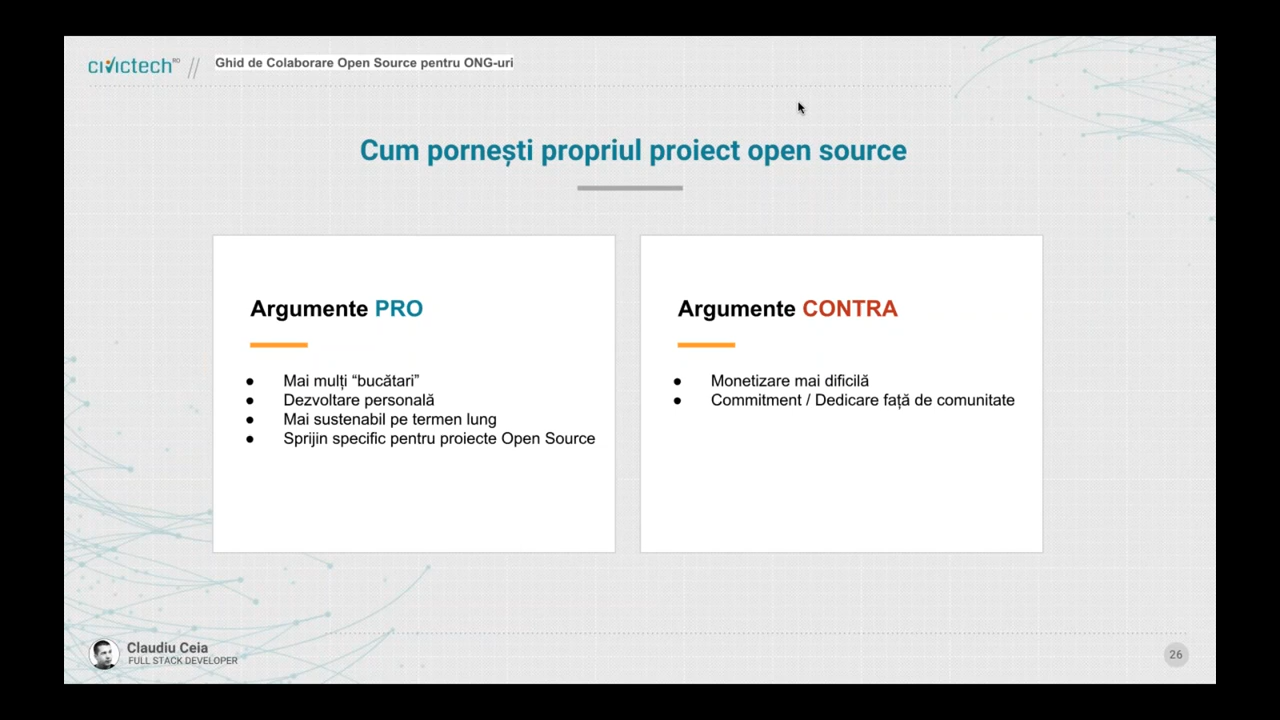 civictech RO // Ghid de Colaborare Open Source pentru ONG-uri
Cum pornești propriul proiect open source
Argumente PRO
● Mai mulți “bucătari”
● Dezvoltare personală
● Mai sustenabil pe termen lung
● Sprijin specific pentru proiecte Open Source
Argumente CONTRA
● Monetizare mai dificilă
● Commitment / Dedicare față de comunitate
Claudiu Ceia
FULL STACK DEVELOPER
26